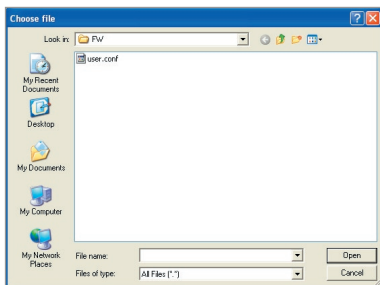 Choose file
Look in: FW
user.conf
My Recent
Documents
Desktop
My Documents
My Computer
My Network
Places
File name:
Open
Files of type: All Files (*.*)
Cancel